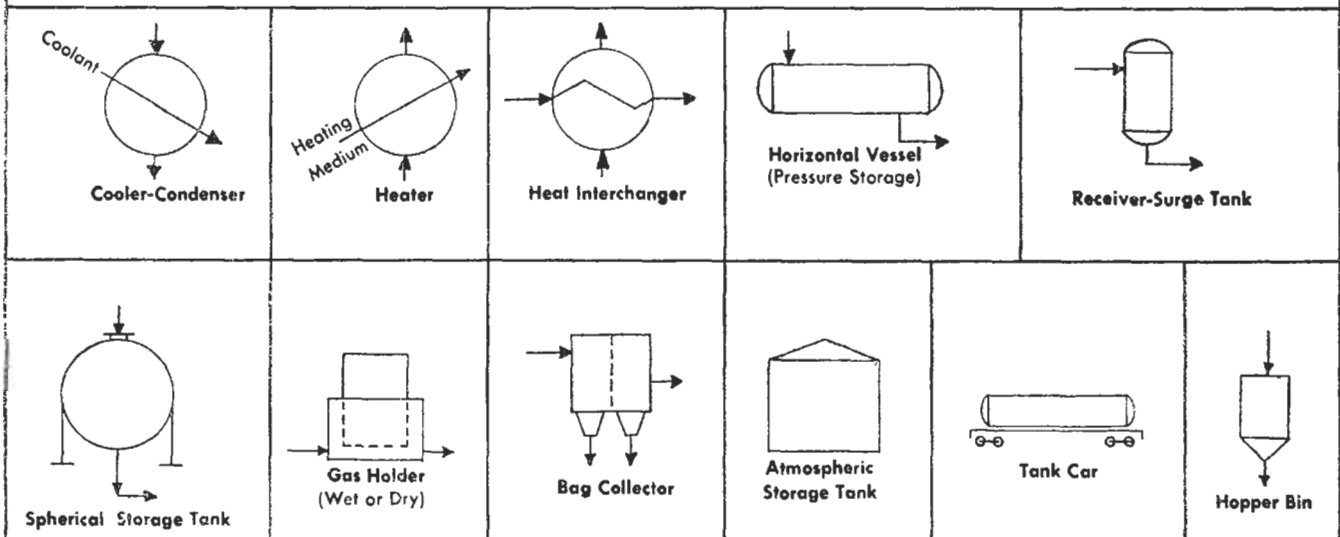 Coolant
Cooler-Condenser
Heating
Medium
Heater
Heat Interchanger
Horizontal Vessel
(Pressure Storage)
Receiver-Surge Tank
Spherical Storage Tank
Gas Holder
(Wet or Dry)
Bag Collector
Atmospheric
Storage Tank
Tank Car
Hopper Bin